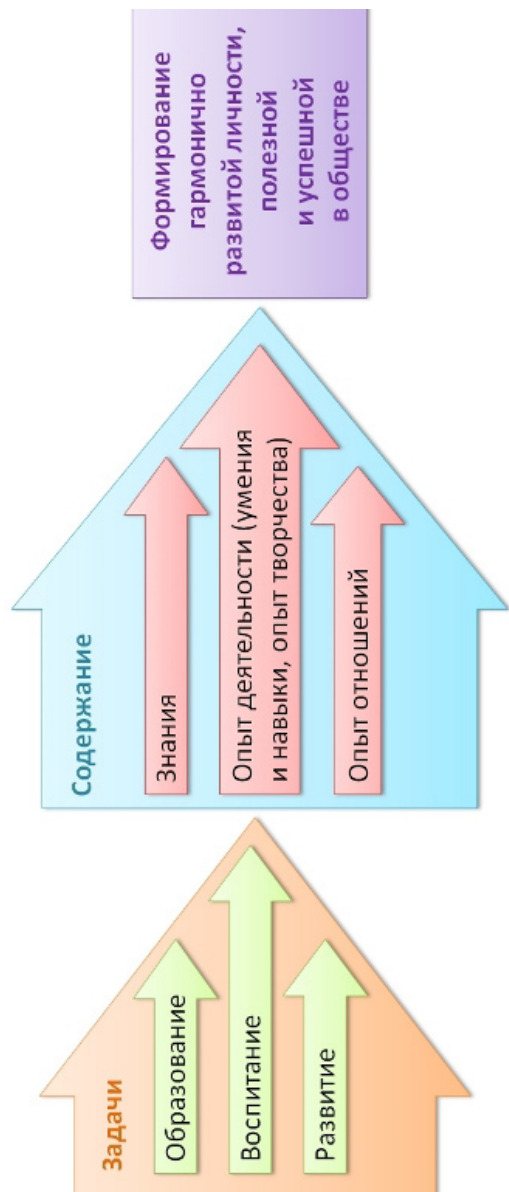 Задачи
Образование
Воспитание
Развитие
Содержание
Знания
Опыт деятельности (умения
и навыки, опыт творчества)
Опыт отношений
Формирование
гармонично
развитой личности,
полезной
и успешной
в обществе